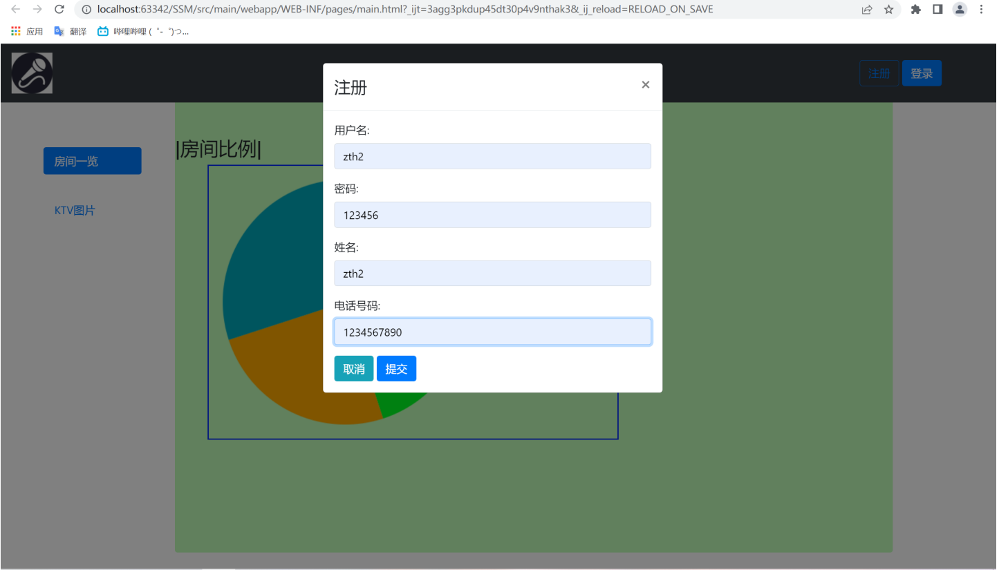 localhost:63342/SSM/src/main/webapp/WEB-INF/pages/main.html?_ijt=3agg3pkdup45dt30p4v9nthak3&_ij_reload=RELOAD_ON_SAVE
应用 翻译 哔哩哔哩 ( ゜- ゜)つ...
注册 登录
注册 ×
用户名:
zth2
密码:
123456
姓名:
zth2
电话号码:
1234567890
取消 提交
|房间比例|
房间一览
KTV图片